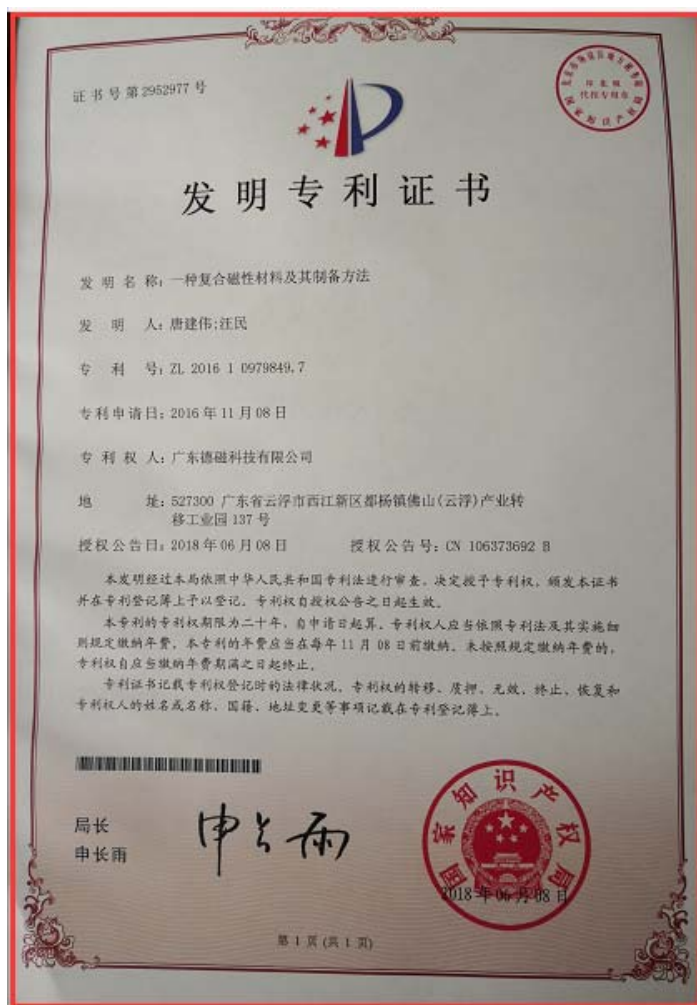 证书号第2952977号
发明专利证书
发明名称：一种复合磁性材料及其制备方法
发明人：唐建伟;汪民
专利号：ZL 2016 1 0979849.7
专利申请日：2016年11月08日
专利权人：广东德磁科技有限公司
地址：527300 广东省云浮市西江新区都杨镇佛山(云浮)产业转
移工业园137号
授权公告日：2018年06月08日 授权公告号：CN 106373692 B
本发明经过本局依照中华人民共和国专利法进行审查，决定授予专利权，颁发本证书
并在专利登记簿上予以登记。专利权自授权公告之日起生效。
本专利的专利权期限为二十年，自申请日起算。专利权人应当依照专利法及其实施细
则规定缴纳年费。本专利的年费应当在每年11月08日前缴纳。未按照规定缴纳年费的，
专利权自应当缴纳年费期满之日起终止。
专利证书记载专利权登记时的法律状况。专利权的转移、质押、无效、终止、恢复和
专利权人的姓名或名称、国籍、地址变更等事项记载在专利登记簿上。
局长
申长雨
申长雨
国家知识产权局
2018年06月08日
第1页(共1页)